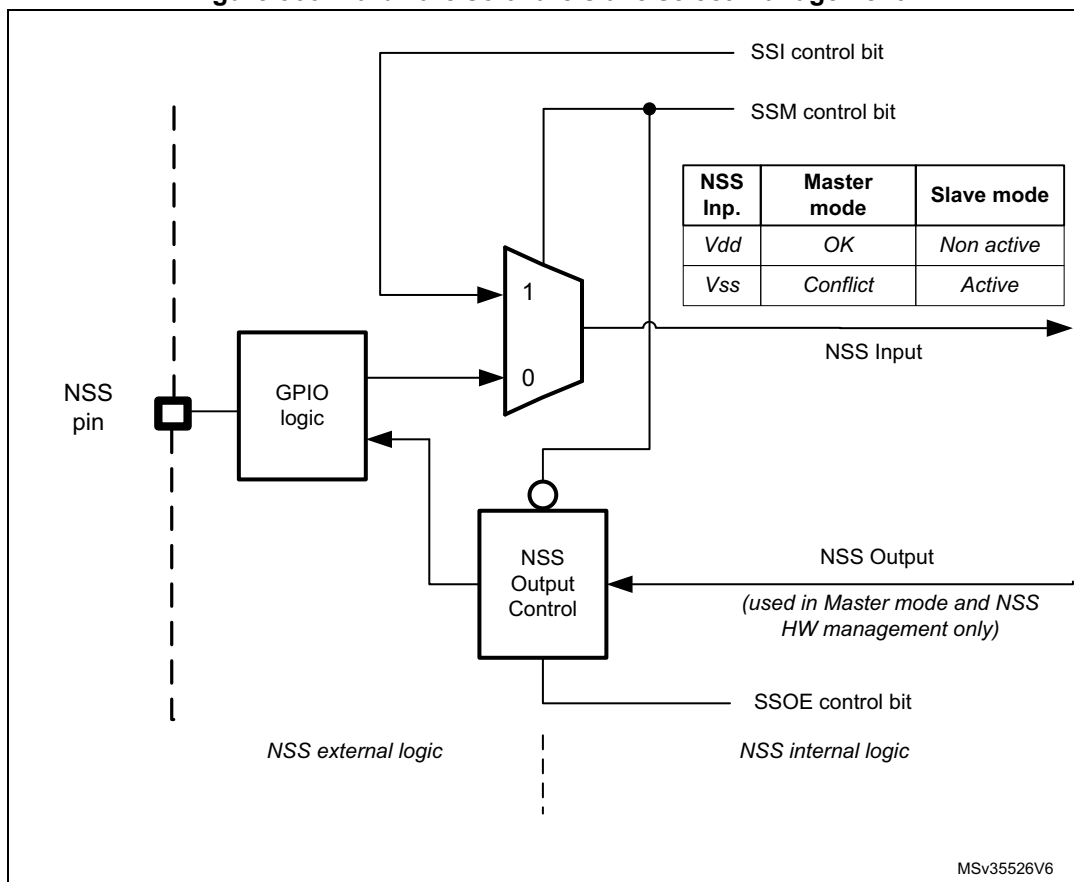 SSI control bit
SSM control bit
NSS Inp. Master mode Slave mode
Vdd OK Non active
Vss Conflict Active
1
NSS Input
0
GPIO
logic
NSS
pin
NSS
Output
Control
NSS Output
(used in Master mode and NSS
HW management only)
SSOE control bit
NSS external logic
NSS internal logic
MSv35526V6